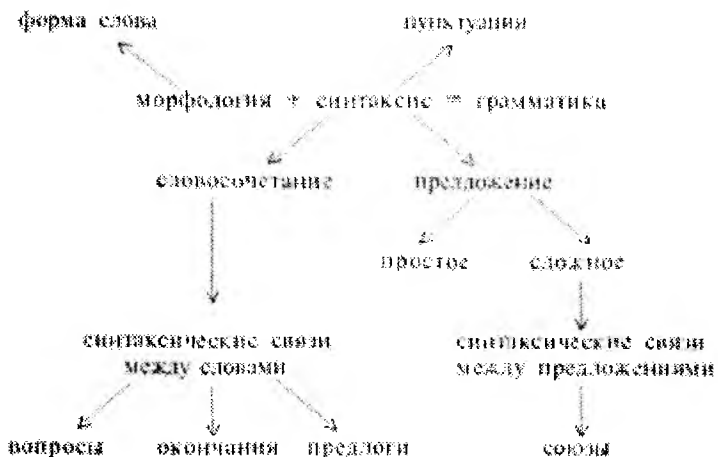 форма слова пунктуации
морфология + синтаксис = грамматика
словосочетание предложение
простое сложное
синтаксические связи между словами
синтаксические связи между предложениями
вопросы окончания предлоги союзы